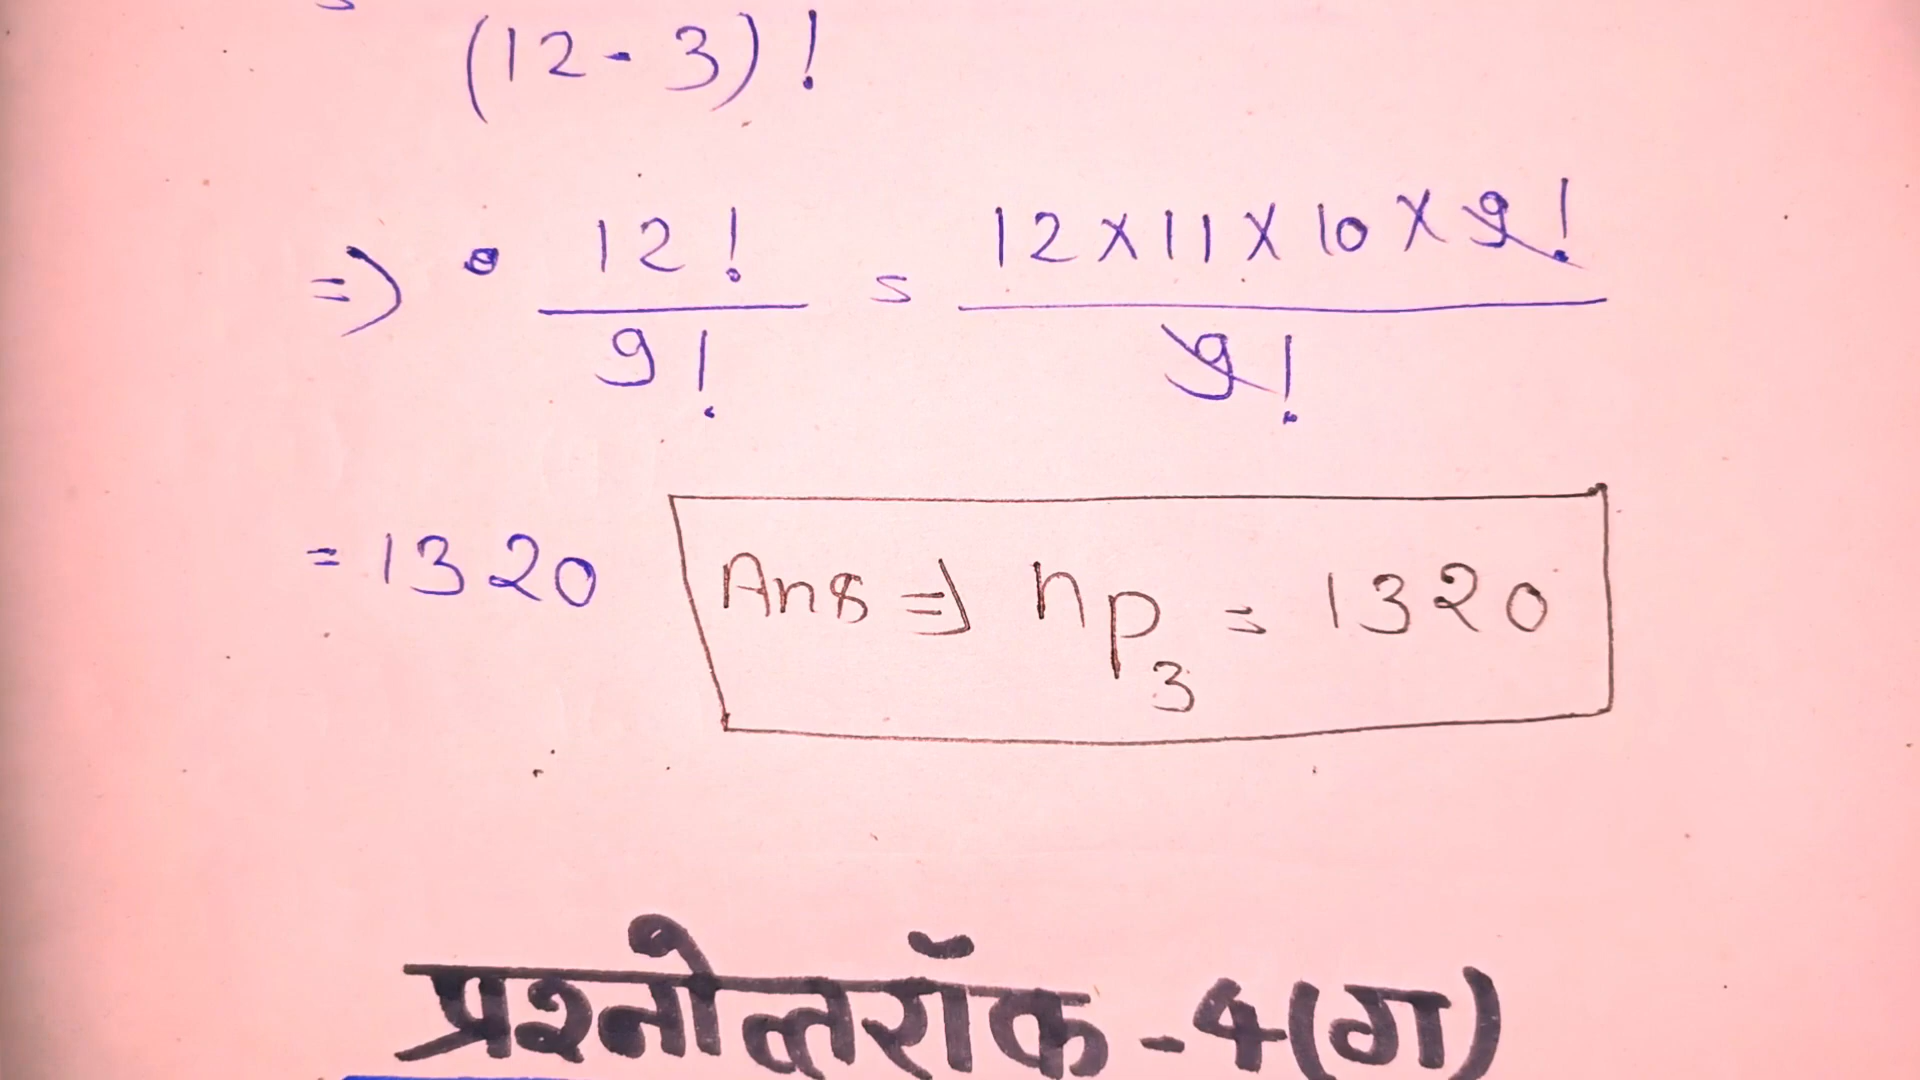 (12 - 3) !
=> 12 ! / 9 ! = 12 x 11 x 10 x 9 ! / 9 !
= 1320
Ans => nP3 = 1320
प्रश्नोत्तरॉक - 4 (ग)